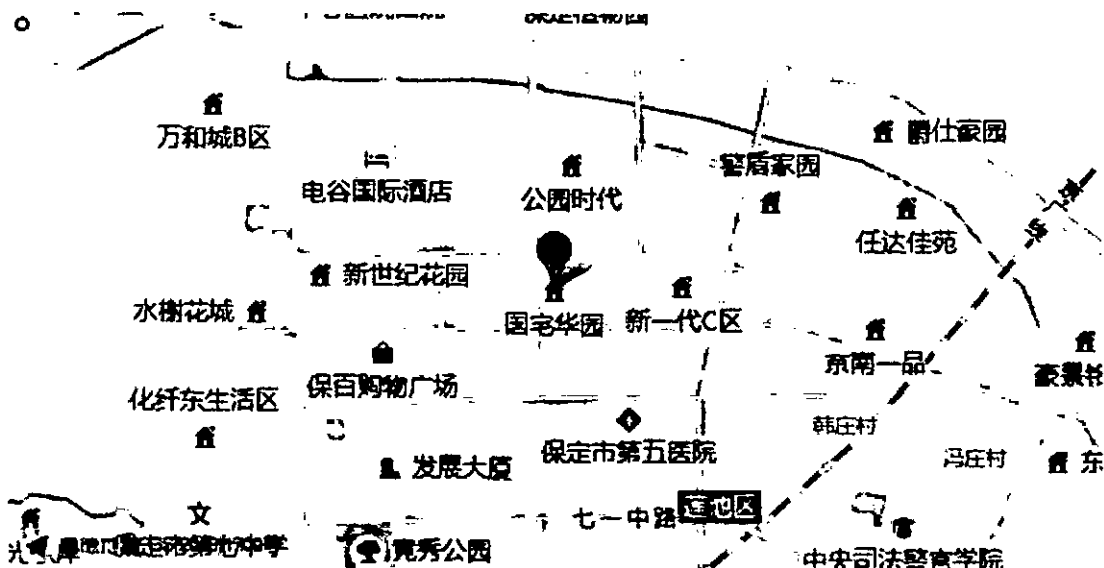 万和城B区
爵仕豪园
警盾家园
电谷国际酒店
公园时代
任达佳苑
新世纪花园
水榭花城
国宅华园
新一代C区
京南一品
保百购物广场
化纤东生活区
韩庄村
保定市第五医院
冯庄村
发展大厦
东
七一中路
莲池区
竞秀公园
中央司法警官学院